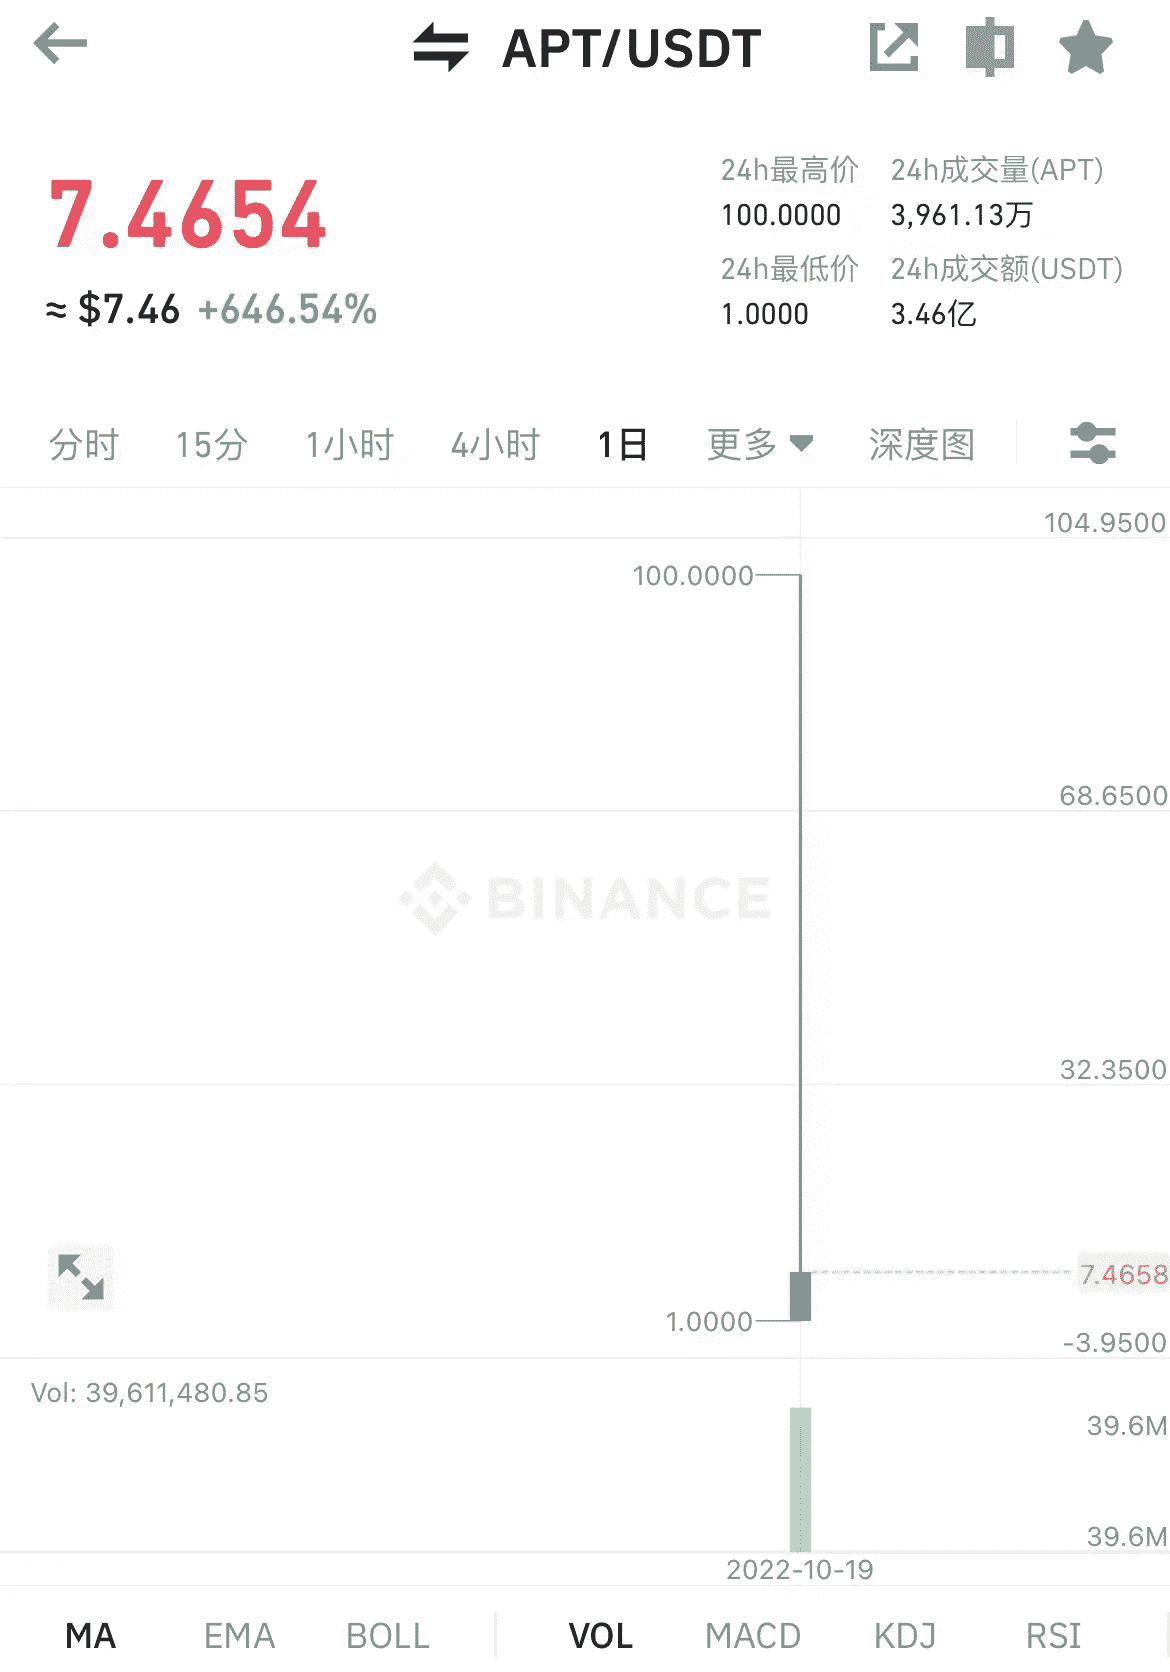 APT/USDT
7.4654
≈ $7.46 +646.54%
24h最高价 24h成交量(APT)
100.0000 3,961.13万
24h最低价 24h成交额(USDT)
1.0000 3.46亿
分时 15分 1小时 4小时 1日 更多 深度图
104.9500
100.0000
68.6500
BINANCE
32.3500
7.4658
1.0000
-3.9500
Vol: 39,611,480.85
39.6M
39.6M
2022-10-19
MA EMA BOLL VOL MACD KDJ RSI